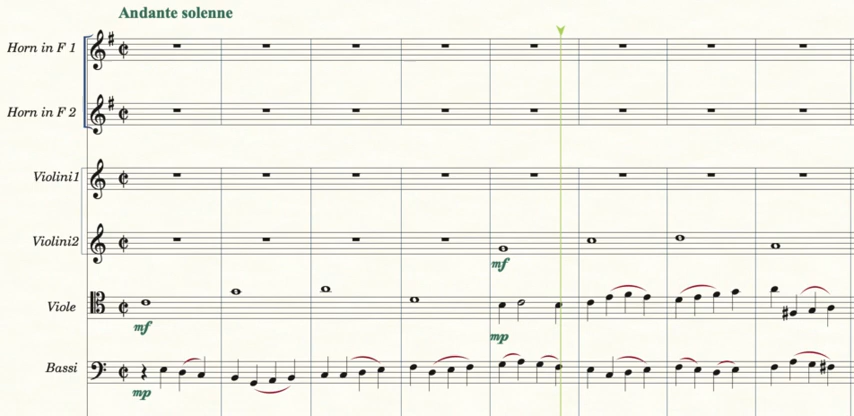 Andante solenne
Horn in F 1
Horn in F 2
Violini1
Violini2
mf
Viole
mf
mp
Bassi
mp